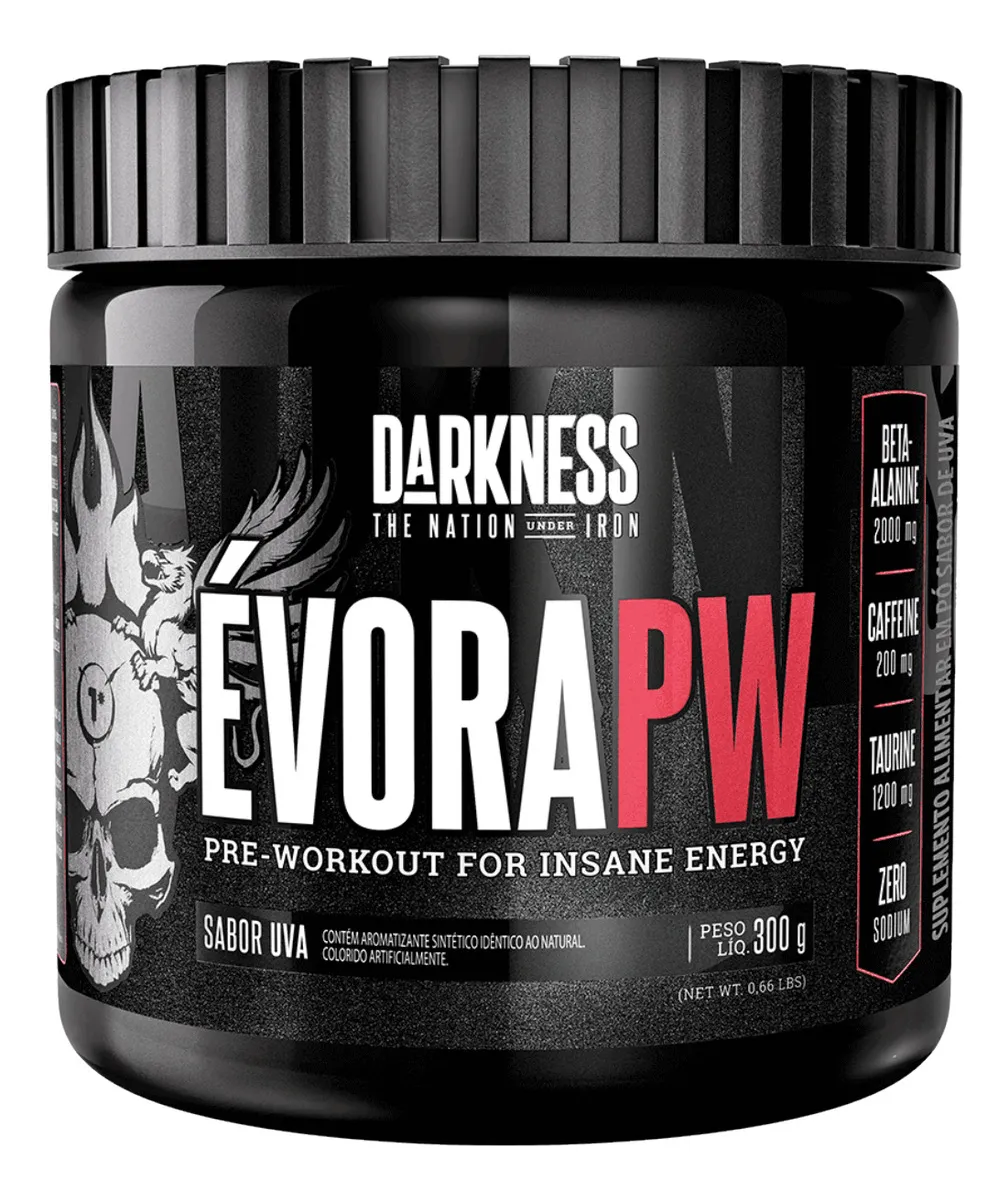 DARKNESS
THE NATION UNDER IRON
ÉVORAPW
PRE-WORKOUT FOR INSANE ENERGY
SABOR UVA
CONTÉM AROMATIZANTE SINTÉTICO IDÊNTICO AO NATURAL.
COLORIDO ARTIFICIALMENTE.
PESO
LÍQ. 300 g
(NET WT. 0,66 LBS)
BETA-
ALANINE
2000 mg
CAFFEINE
200 mg
TAURINE
1200 mg
ZERO
SODIUM
SUPLEMENTO ALIMENTAR EM PÓ SABOR DE UVA